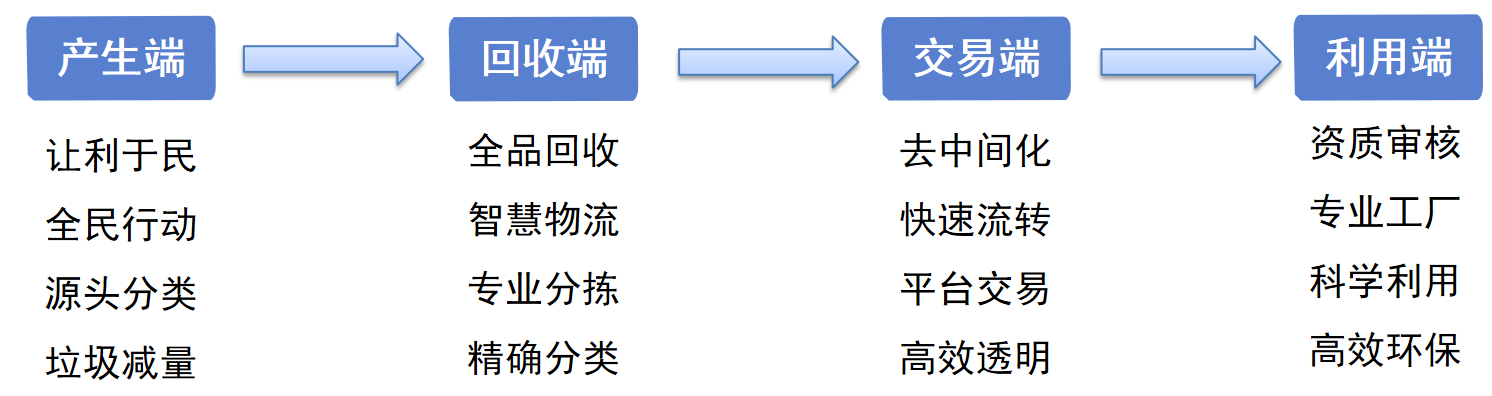 产生端
回收端
交易端
利用端
让利于民
全民行动
源头分类
垃圾减量
全品回收
智慧物流
专业分拣
精确分类
去中间化
快速流转
平台交易
高效透明
资质审核
专业工厂
科学利用
高效环保